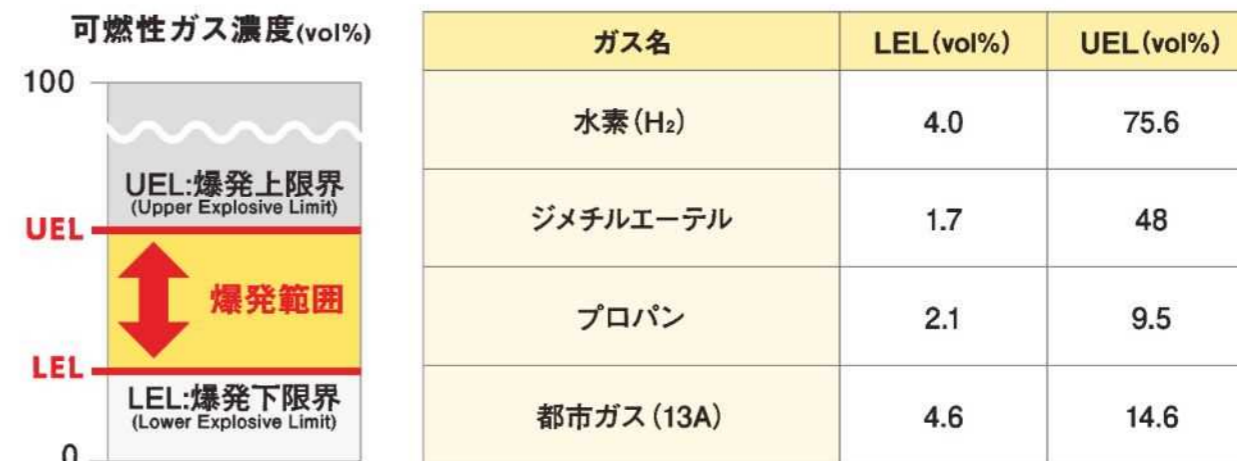 可燃性ガス濃度(vol%)
100
UEL:爆発上限界
(Upper Explosive Limit)
UEL
爆発範囲
LEL
LEL:爆発下限界
(Lower Explosive Limit)
0
ガス名 LEL(vol%) UEL(vol%)
水素(H₂) 4.0 75.6
ジメチルエーテル 1.7 48
プロパン 2.1 9.5
都市ガス(13A) 4.6 14.6